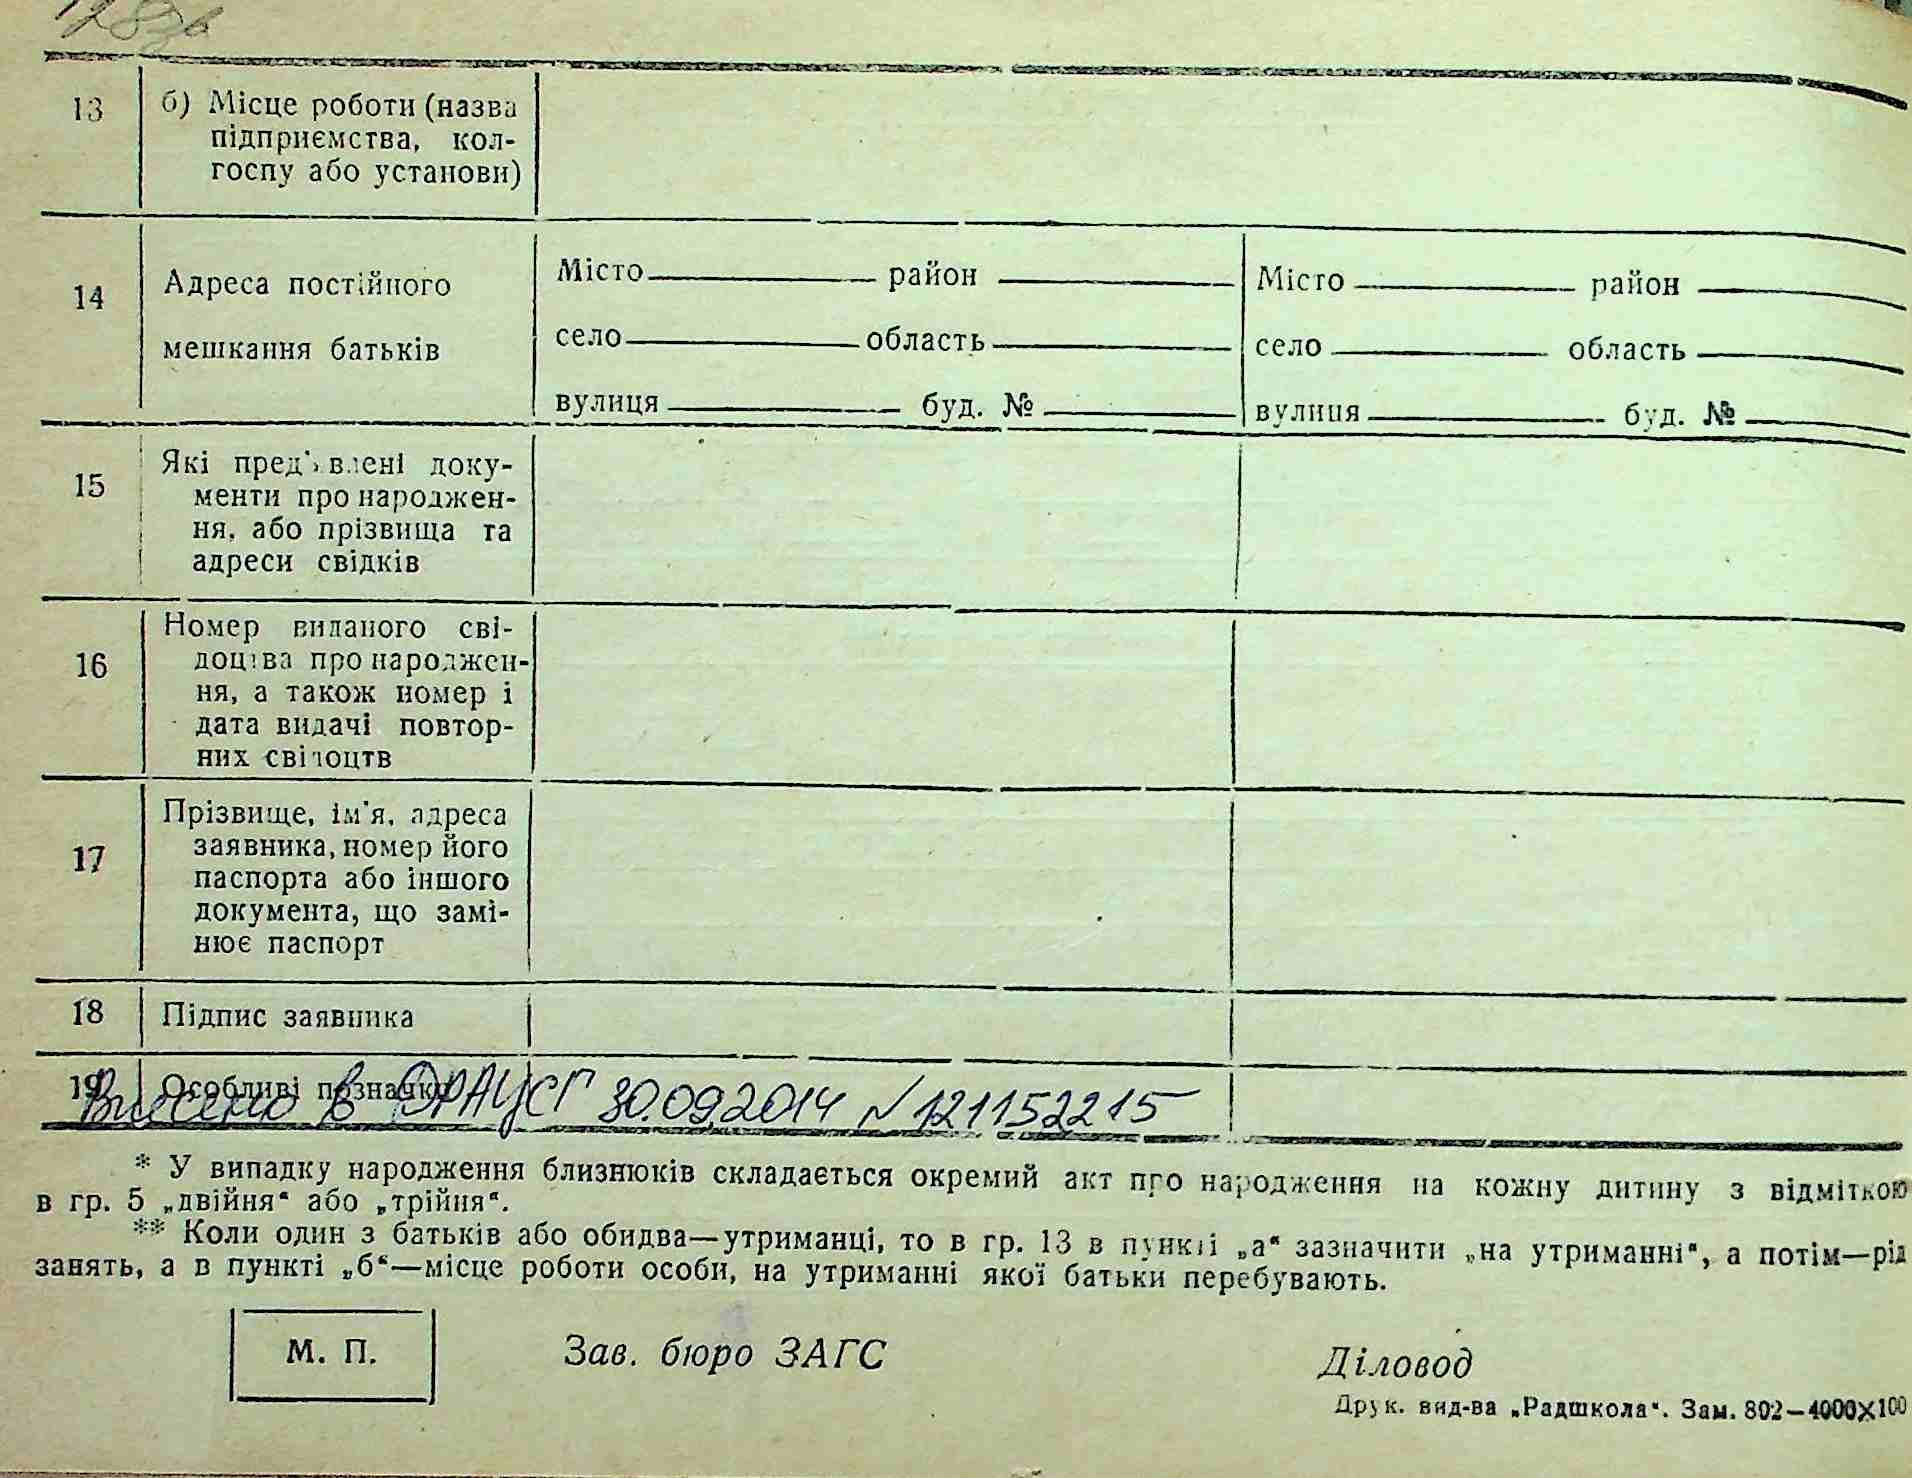 128зв
13 б) Місце роботи (назва
підприємства, кол-
госпу або установи)
14 Адреса постійного
мешкання батьків
Місто район Місто район
село область село область
вулиця буд. № вулиця буд. №
15 Які пред'явлені доку-
менти про народжен-
ня, або прізвища та
адреси свідків
16 Номер виданого сві-
доцтва про народжен-
ня, а також номер і
дата видачі повтор-
них свідоцтв
17 Прізвище, ім'я, адреса
заявника, номер його
паспорта або іншого
документа, що замі-
нює паспорт
18 Підпис заявника
19 Особливі позначки
Внесено в ДРАЦСГ 30.09.2014 № 121152215
* У випадку народження близнюків складається окремий акт про народження на кожну дитину з відміткою
в гр. 5 „двійня“ або „трійня“.
** Коли один з батьків або обидва—утриманці, то в гр. 13 в пункті „а“ зазначити „на утриманні“, а потім—рід
занять, а в пункті „б“—місце роботи особи, на утриманні якої батьки перебувають.
М. П. Зав. бюро ЗАГС Діловод
Друк. вид-ва „Радшкола“. Зам. 802—4000×100